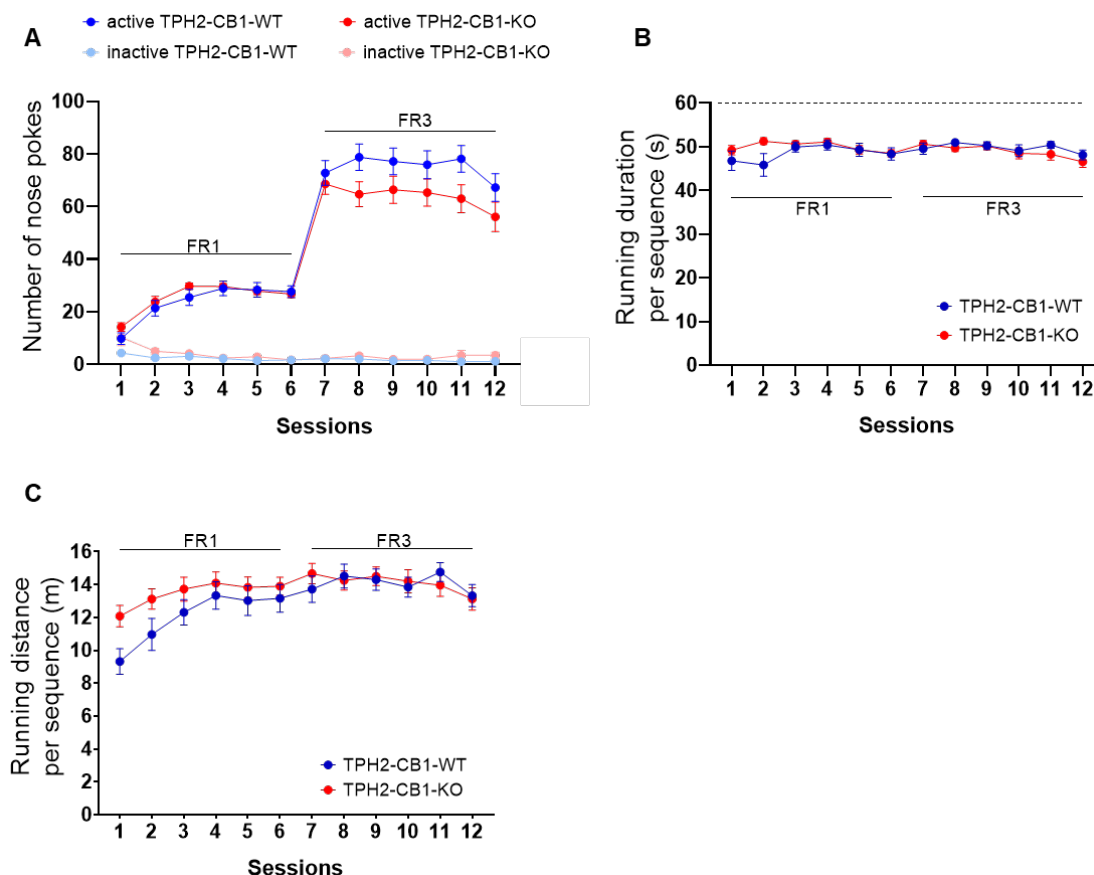 A
active TPH2-CB1-WT
active TPH2-CB1-KO
inactive TPH2-CB1-WT
inactive TPH2-CB1-KO
Number of nose pokes
100
80
60
40
20
0
FR1
FR3
1 2 3 4 5 6 7 8 9 10 11 12
Sessions
B
Running duration
per sequence (s)
60
50
40
30
20
10
0
FR1
FR3
TPH2-CB1-WT
TPH2-CB1-KO
1 2 3 4 5 6 7 8 9 10 11 12
Sessions
C
Running distance
per sequence (m)
16
14
12
10
8
6
4
2
0
FR1
FR3
TPH2-CB1-WT
TPH2-CB1-KO
1 2 3 4 5 6 7 8 9 10 11 12
Sessions